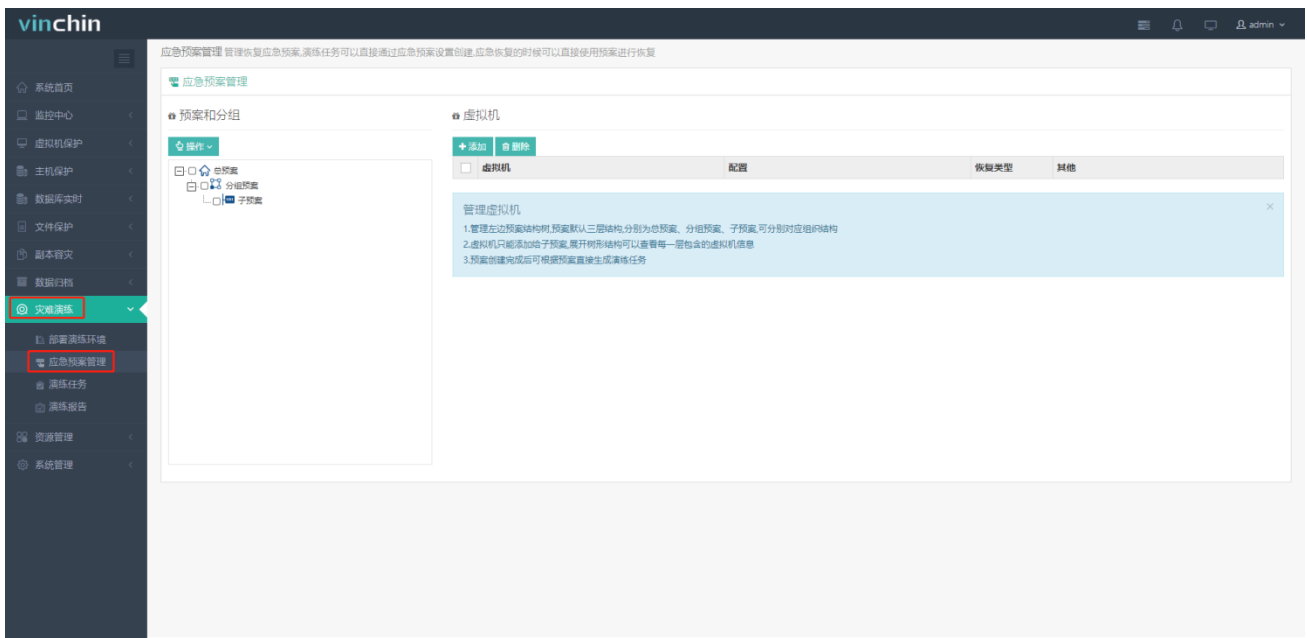 vinchin
admin
应急预案管理 管理恢复应急预案,演练任务可以直接通过应急预案设置创建,应急恢复的时候可以直接使用预案进行恢复
系统首页
监控中心
虚拟机保护
主机保护
数据库实时
文件保护
副本容灾
数据归档
灾难演练
部署演练环境
应急预案管理
演练任务
演练报告
资源管理
系统管理
应急预案管理
预案和分组
操作
总预案
分组预案
子预案
虚拟机
添加 删除
虚拟机 配置 恢复类型 其他
管理虚拟机
1.管理左边预案结构树,预案默认三层结构,分别为总预案、分组预案、子预案,可分别对应组织结构
2.虚拟机只能添加给子预案,展开树形结构可以查看每一层包含的虚拟机信息
3.预案创建完成后可根据预案直接生成演练任务